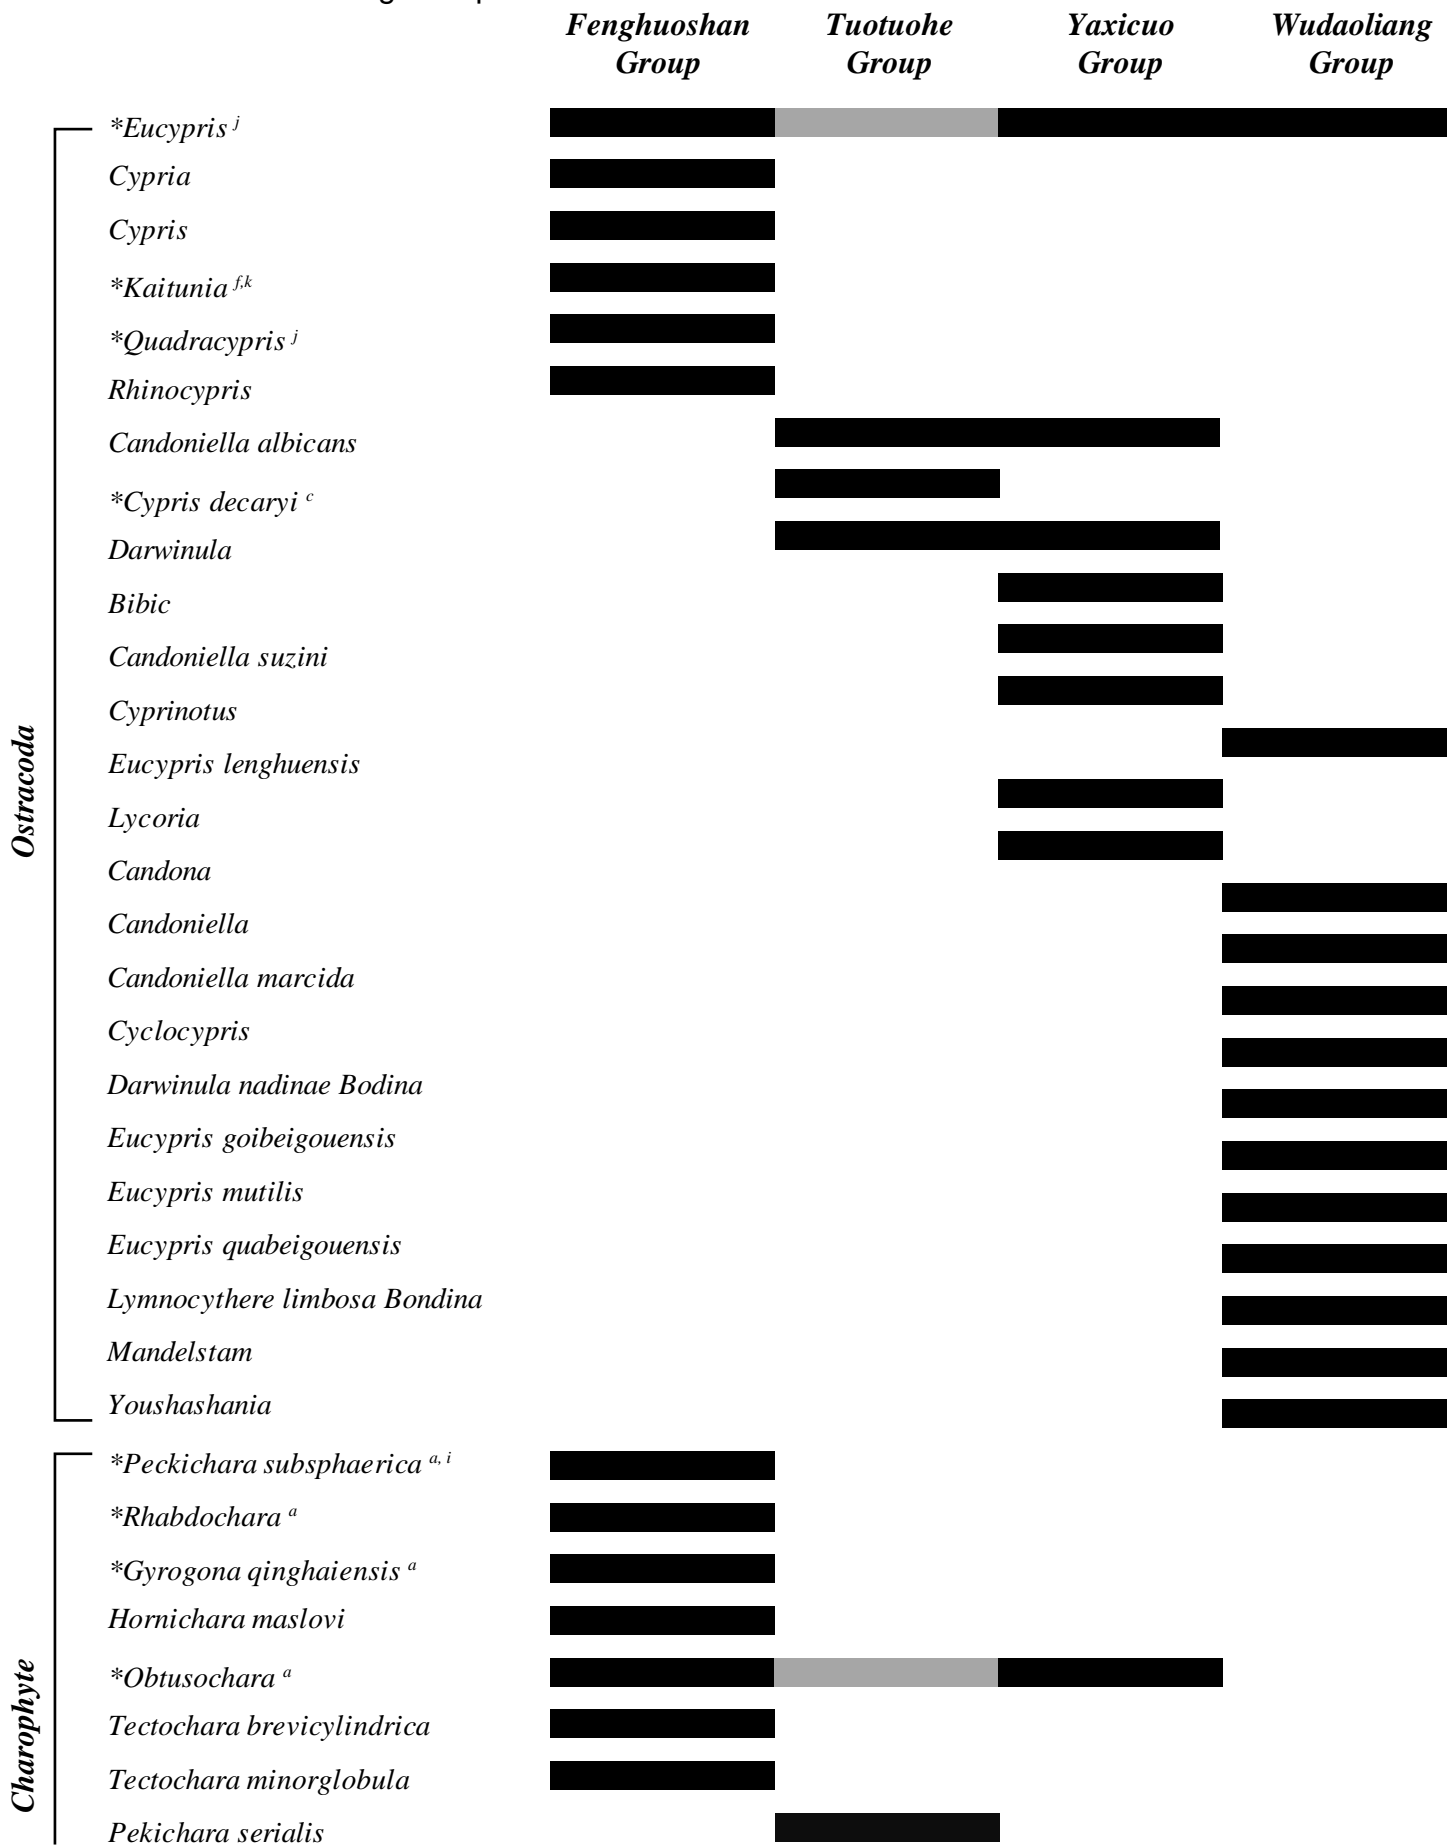 Fenghuoshan Group
Tuotuohe Group
Yaxicuo Group
Wudaoliang Group
Ostracoda
*Eucypris j
Cypria
Cypris
*Kaitunia f,k
*Quadracypris j
Rhinocypris
Candoniella albicans
*Cypris decaryi c
Darwinula
Bibic
Candoniella suzini
Cyprinotus
Eucypris lenghuensis
Lycoria
Candona
Candoniella
Candoniella marcida
Cyclocypris
Darwinula nadinae Bodina
Eucypris goibeigouensis
Eucypris mutilis
Eucypris quabeigouensis
Lymnocythere limbosa Bondina
Mandelstam
Youshashania
Charophyte
*Peckichara subsphaerica a, i
*Rhabdochara a
*Gyrogona qinghaiensis a
Hornichara maslovi
*Obtusochara a
Tectochara brevicylindrica
Tectochara minorglobula
Pekichara serialis